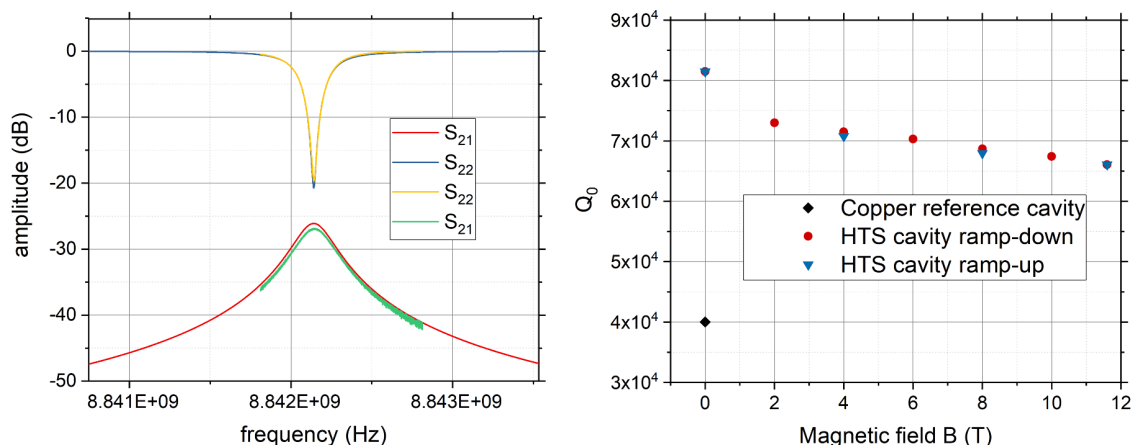 0
-10
-20
-30
-40
-50
amplitude (dB)
S21
S22
S22
S21
8.841E+09 8.842E+09 8.843E+09
frequency (Hz)
9x10^4
8x10^4
7x10^4
6x10^4
5x10^4
4x10^4
3x10^4
Q0
Copper reference cavity
HTS cavity ramp-down
HTS cavity ramp-up
0 2 4 6 8 10 12
Magnetic field B (T)